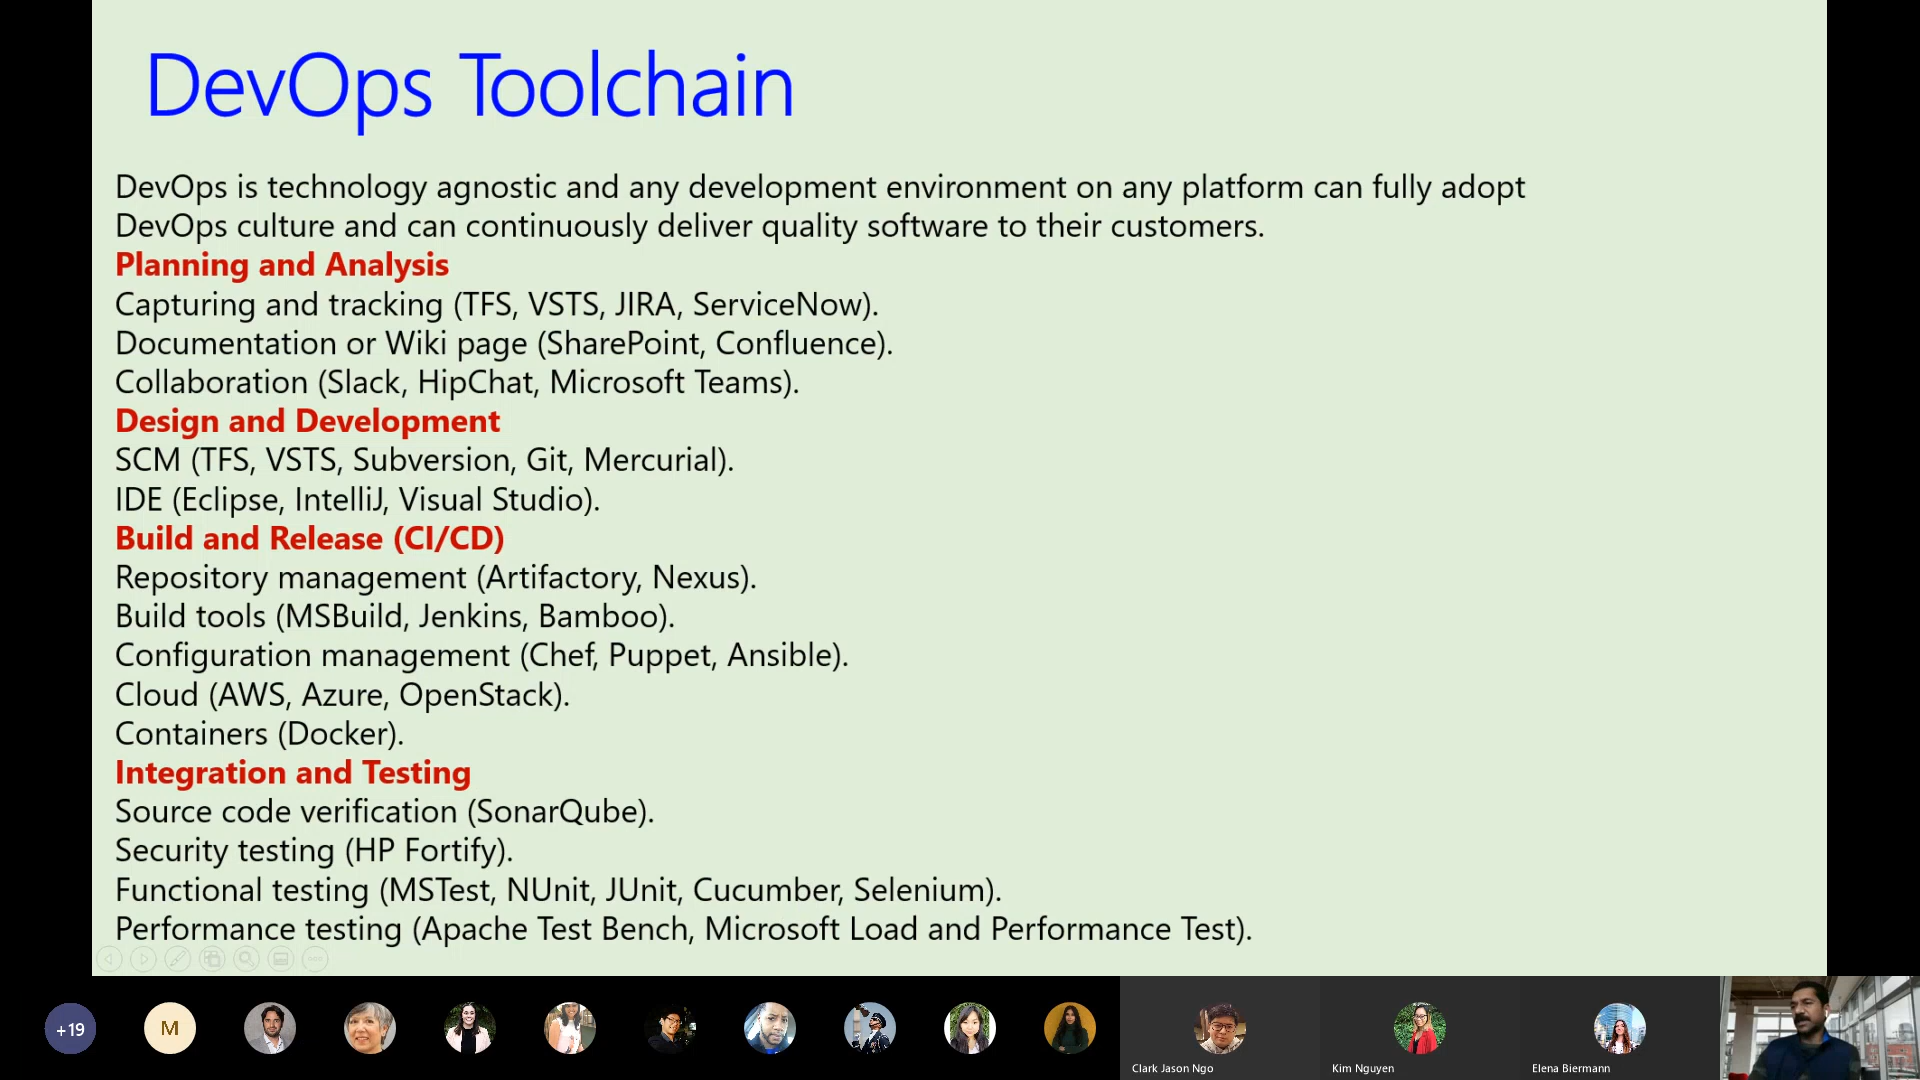 DevOps Toolchain
DevOps is technology agnostic and any development environment on any platform can fully adopt
DevOps culture and can continuously deliver quality software to their customers.
Planning and Analysis
Capturing and tracking (TFS, VSTS, JIRA, ServiceNow).
Documentation or Wiki page (SharePoint, Confluence).
Collaboration (Slack, HipChat, Microsoft Teams).
Design and Development
SCM (TFS, VSTS, Subversion, Git, Mercurial).
IDE (Eclipse, IntelliJ, Visual Studio).
Build and Release (CI/CD)
Repository management (Artifactory, Nexus).
Build tools (MSBuild, Jenkins, Bamboo).
Configuration management (Chef, Puppet, Ansible).
Cloud (AWS, Azure, OpenStack).
Containers (Docker).
Integration and Testing
Source code verification (SonarQube).
Security testing (HP Fortify).
Functional testing (MSTest, NUnit, JUnit, Cucumber, Selenium).
Performance testing (Apache Test Bench, Microsoft Load and Performance Test).
+19
M
Clark Jason Ngo
Kim Nguyen
Elena Biermann